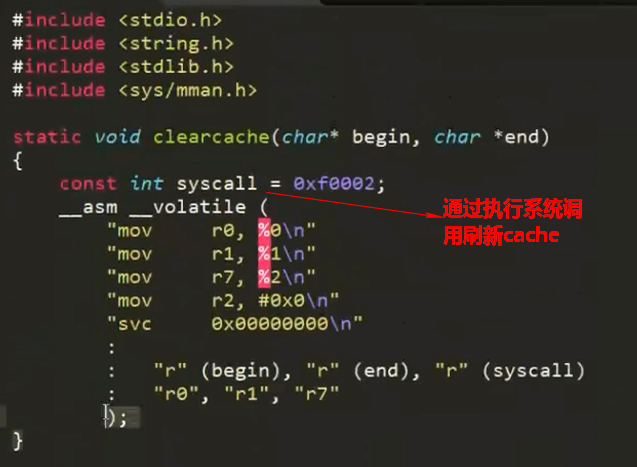 #include <stdio.h>
#include <string.h>
#include <stdlib.h>
#include <sys/mman.h>
static void clearcache(char* begin, char *end)
{
const int syscall = 0xf0002;
__asm __volatile (
"mov r0, %0\n"
"mov r1, %1\n"
"mov r7, %2\n"
"mov r2, #0x0\n"
"svc 0x00000000\n"
:
: "r" (begin), "r" (end), "r" (syscall)
: "r0", "r1", "r7"
);
}
通过执行系统调
用刷新cache